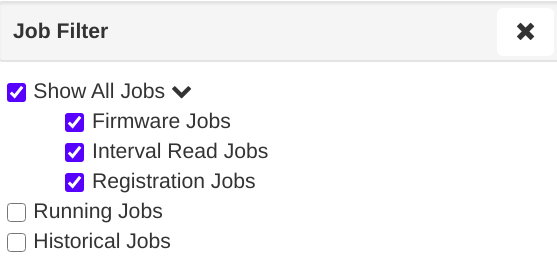 Job Filter
Show All Jobs
Firmware Jobs
Interval Read Jobs
Registration Jobs
Running Jobs
Historical Jobs